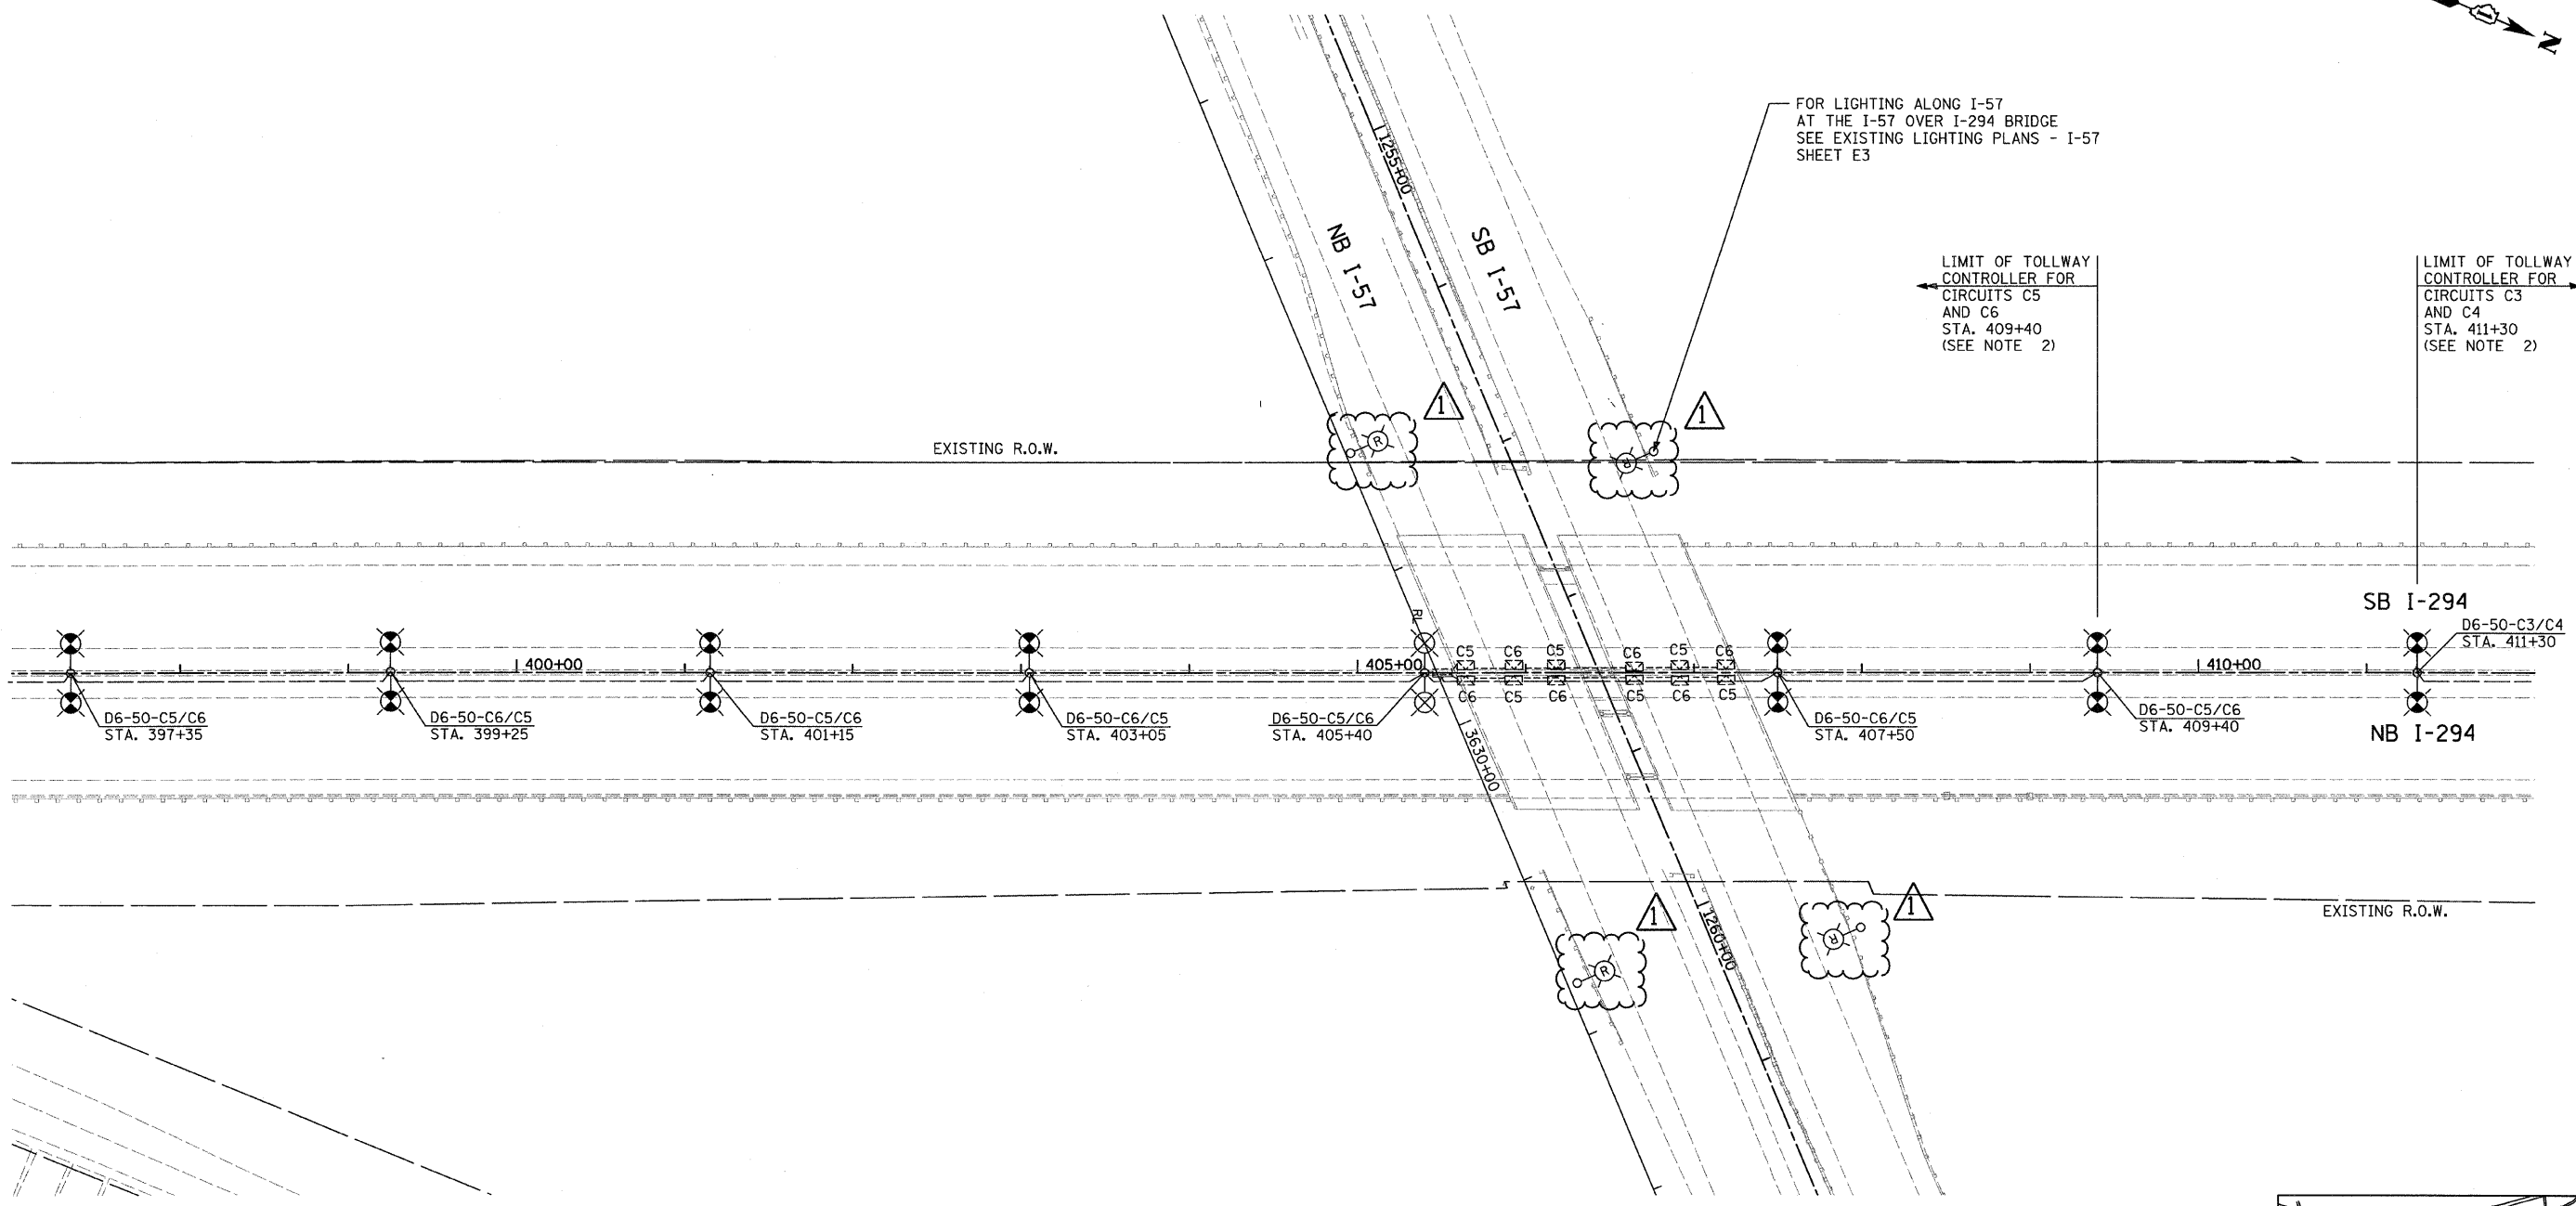 N
FOR LIGHTING ALONG I-57
AT THE I-57 OVER I-294 BRIDGE
SEE EXISTING LIGHTING PLANS - I-57
SHEET E3
1255+00
NB I-57
SB I-57
LIMIT OF TOLLWAY
CONTROLLER FOR
CIRCUITS C5
AND C6
STA. 409+40
(SEE NOTE 2)
LIMIT OF TOLLWAY
CONTROLLER FOR
CIRCUITS C3
AND C4
STA. 411+30
(SEE NOTE 2)
1
1
R
R
EXISTING R.O.W.
SB I-294
RL
D6-50-C3/C4
STA. 411+30
C5 C6 C5 C6 C5 C6
400+00
405+00
410+00
C6 C5 C6 C5 C6 C5
D6-50-C5/C6
STA. 397+35
D6-50-C6/C5
STA. 399+25
D6-50-C5/C6
STA. 401+15
D6-50-C6/C5
STA. 403+05
D6-50-C5/C6
STA. 405+40
D6-50-C6/C5
STA. 407+50
D6-50-C5/C6
STA. 409+40
NB I-294
3630+00
1
1
EXISTING R.O.W.
1260+00
R
R